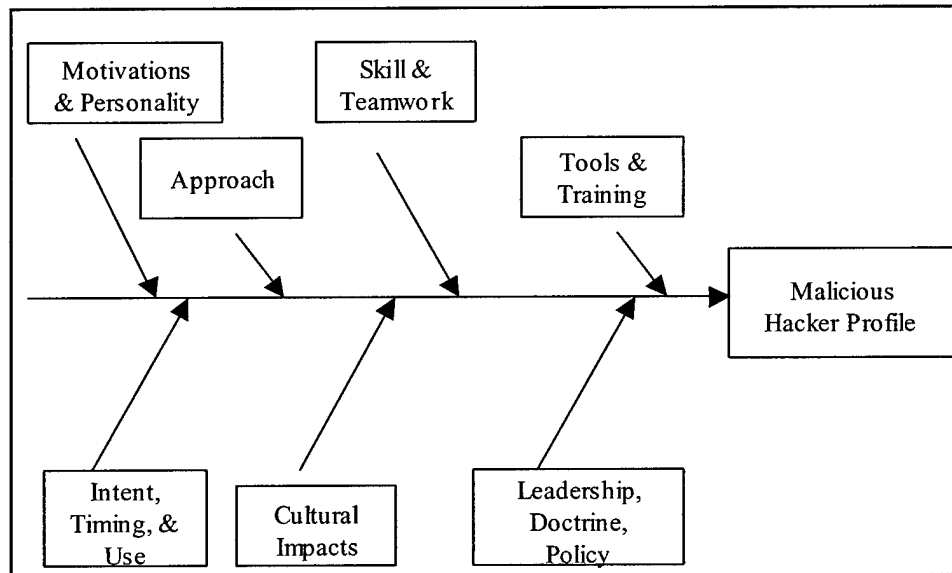 Motivations
& Personality
Skill &
Teamwork
Approach
Tools &
Training
Malicious
Hacker Profile
Intent,
Timing, &
Use
Cultural
Impacts
Leadership,
Doctrine,
Policy